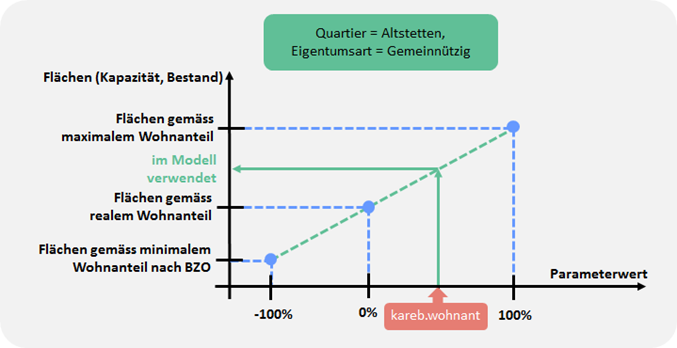 Quartier = Altstetten,
Eigentumsart = Gemeinnützig
Flächen (Kapazität, Bestand)
Flächen gemäss
maximalem Wohnanteil
im Modell
verwendet
Flächen gemäss
realem Wohnanteil
Flächen gemäss minimalem
Wohnanteil nach BZO
Parameterwert
-100%
0%
kareb.wohnant
100%